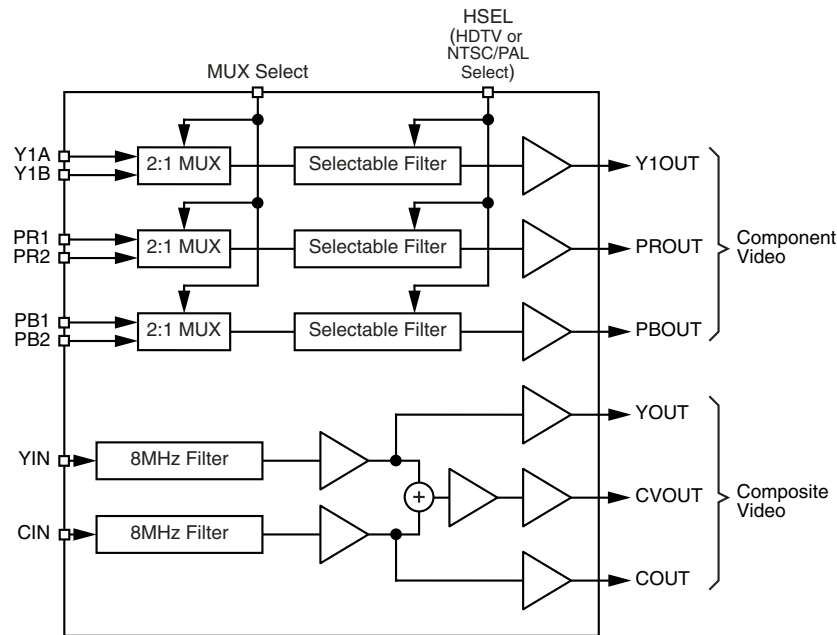 HSEL
(HDTV or
NTSC/PAL
Select)
MUX Select
Y1A
Y1B
2:1 MUX
Selectable Filter
Y1OUT
PR1
PR2
2:1 MUX
Selectable Filter
PROUT
Component
Video
PB1
PB2
2:1 MUX
Selectable Filter
PBOUT
YOUT
YIN
8MHz Filter
+
CVOUT
Composite
Video
CIN
8MHz Filter
COUT